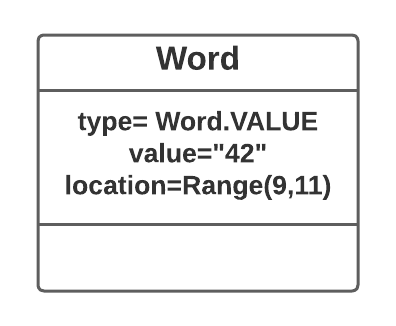 Word
type= Word.VALUE
value="42"
location=Range(9,11)